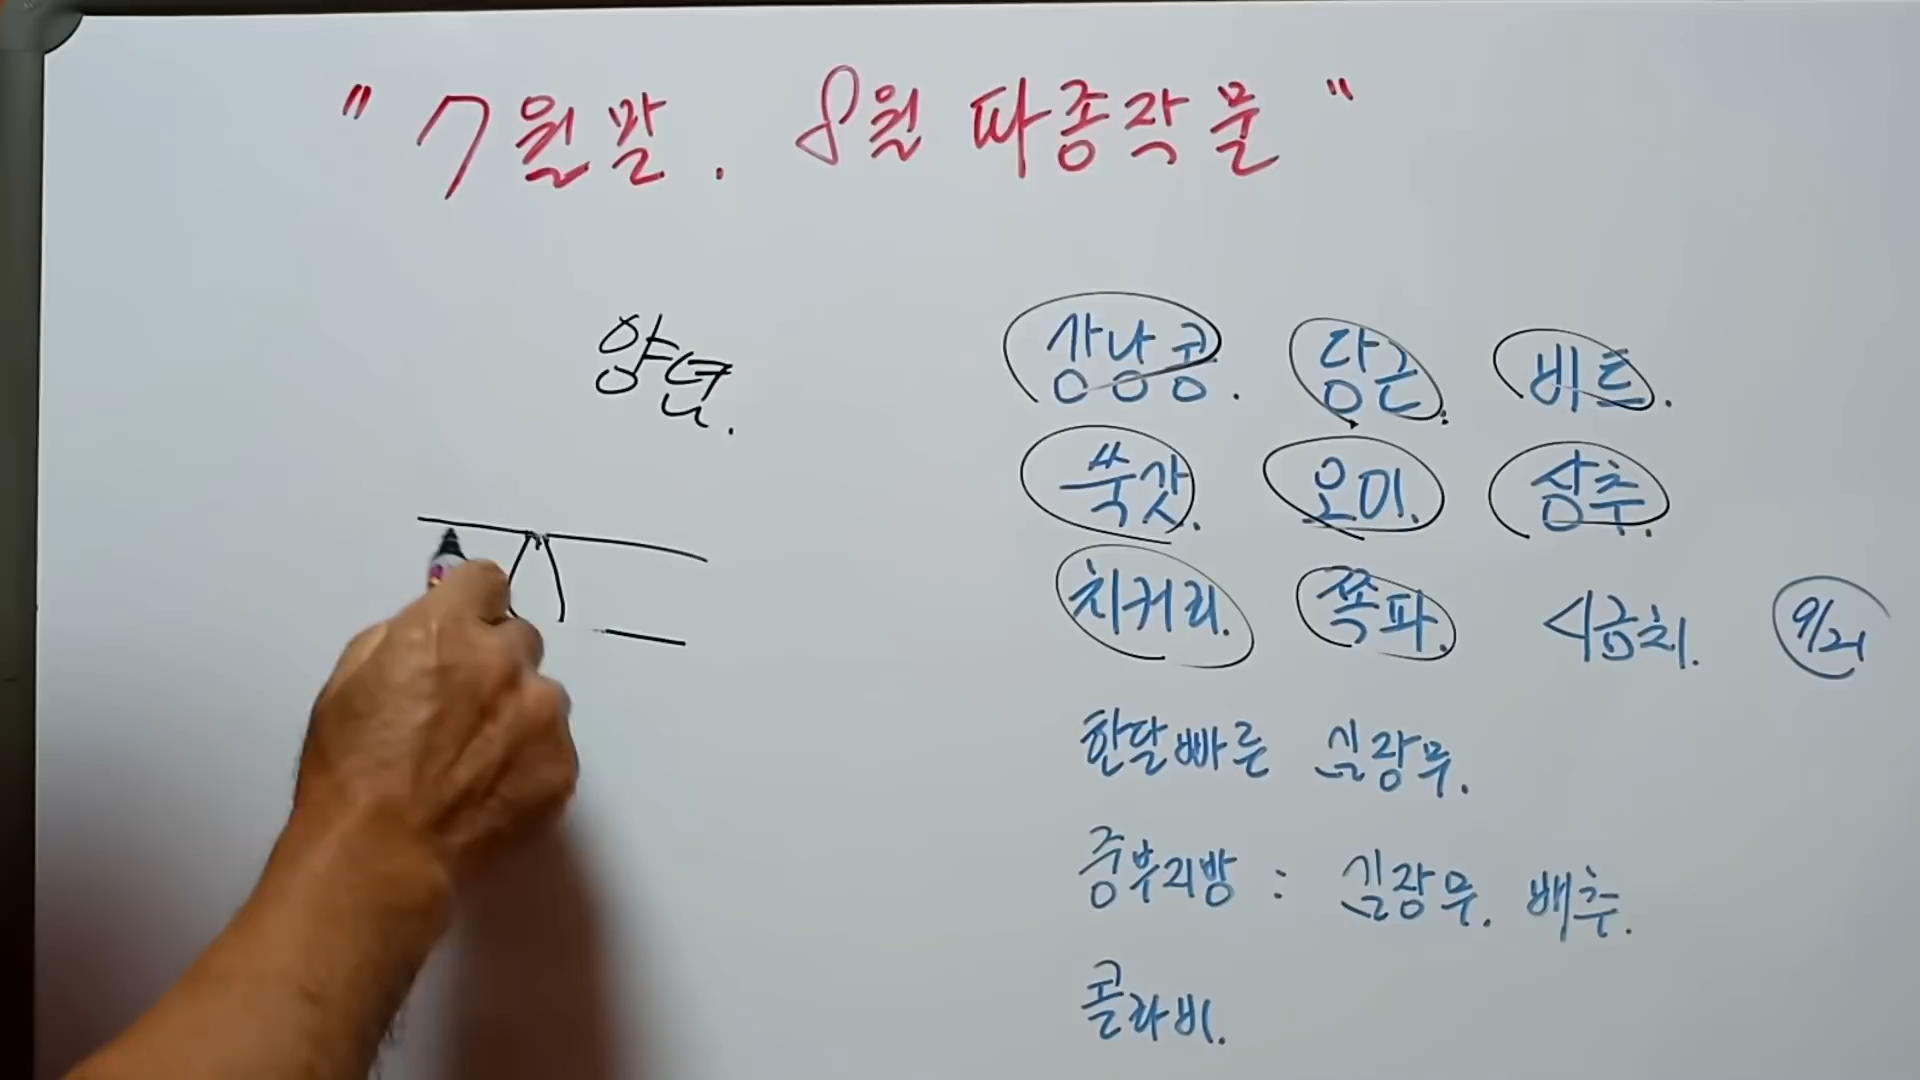 " 7월말. 8월 파종작물 "
양념.
강낭콩. 당근. 비트.
쑥갓. 오이. 상추.
치커리. 쪽파. 시금치. 9/21
한달빠른 김장무.
중부지방 : 김장무. 배추.
콜라비.